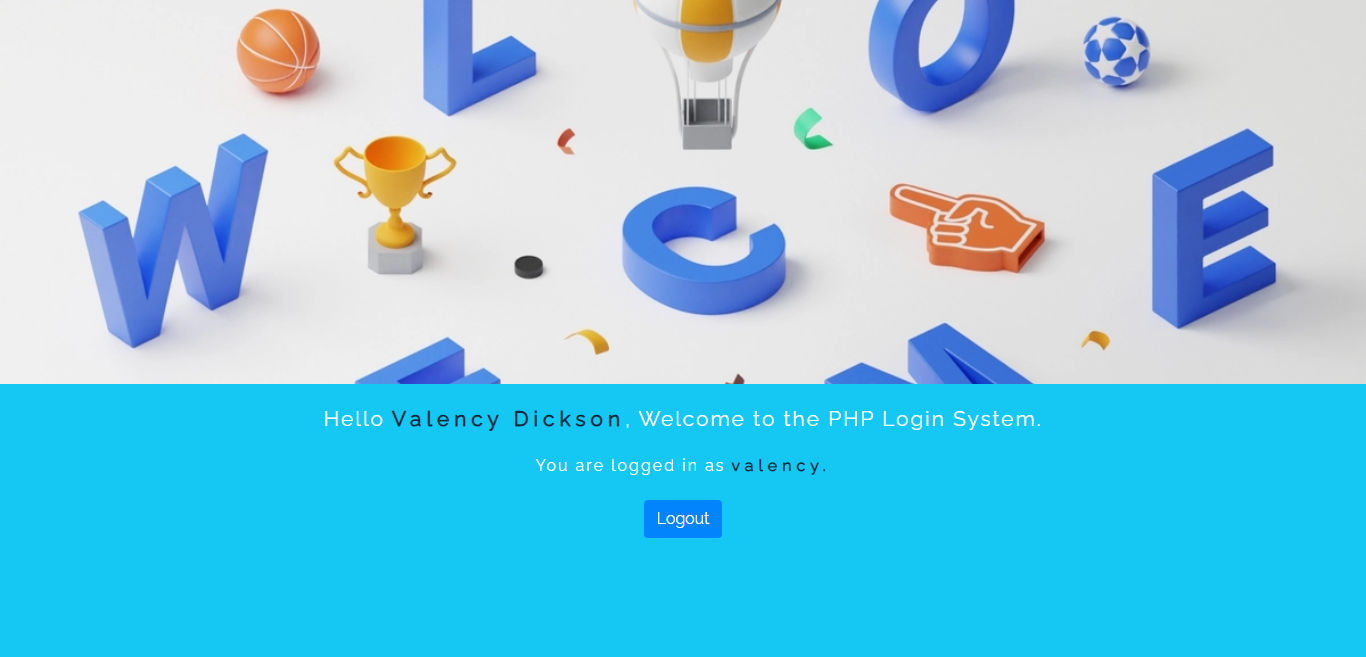 L O
W C E
E M
Hello Valency Dickson, Welcome to the PHP Login System.
You are logged in as valency.
Logout